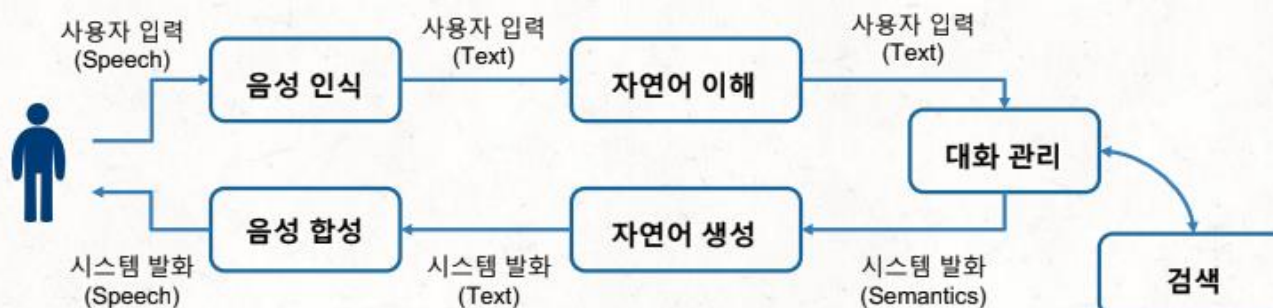 사용자 입력
(Speech)
음성 인식
사용자 입력
(Text)
자연어 이해
사용자 입력
(Text)
대화 관리
음성 합성
자연어 생성
시스템 발화
(Speech)
시스템 발화
(Text)
시스템 발화
(Semantics)
검색